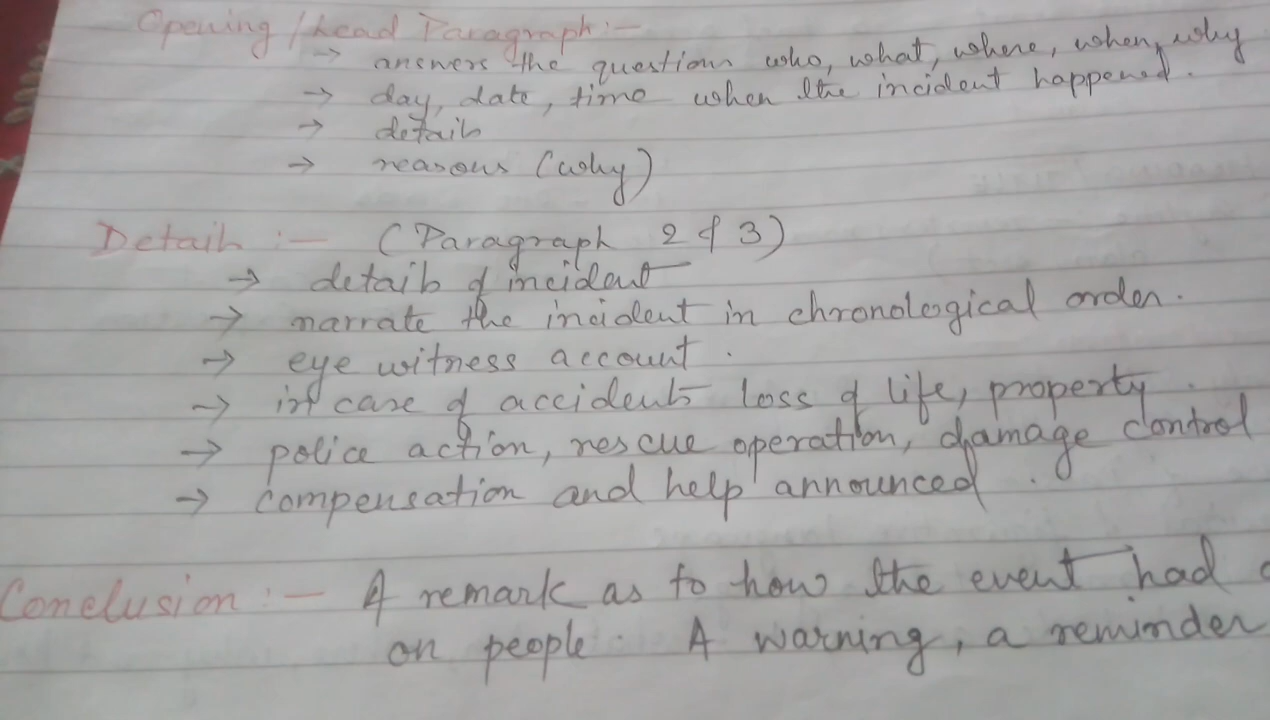 Opening / Lead Paragraph :-
→ answers the question who, what, where, when, why
→ day, date, time when the incident happened.
→ details
→ reasons (why)
Details :- (Paragraph 2 & 3)
→ details of incident
→ narrate the incident in chronological order.
→ eye witness account.
→ in case of accidents loss of life, property.
→ police action, rescue operation, damage control
→ compensation and help announced.
Conclusion :- A remark as to how the event had
on people. A warning, a reminder